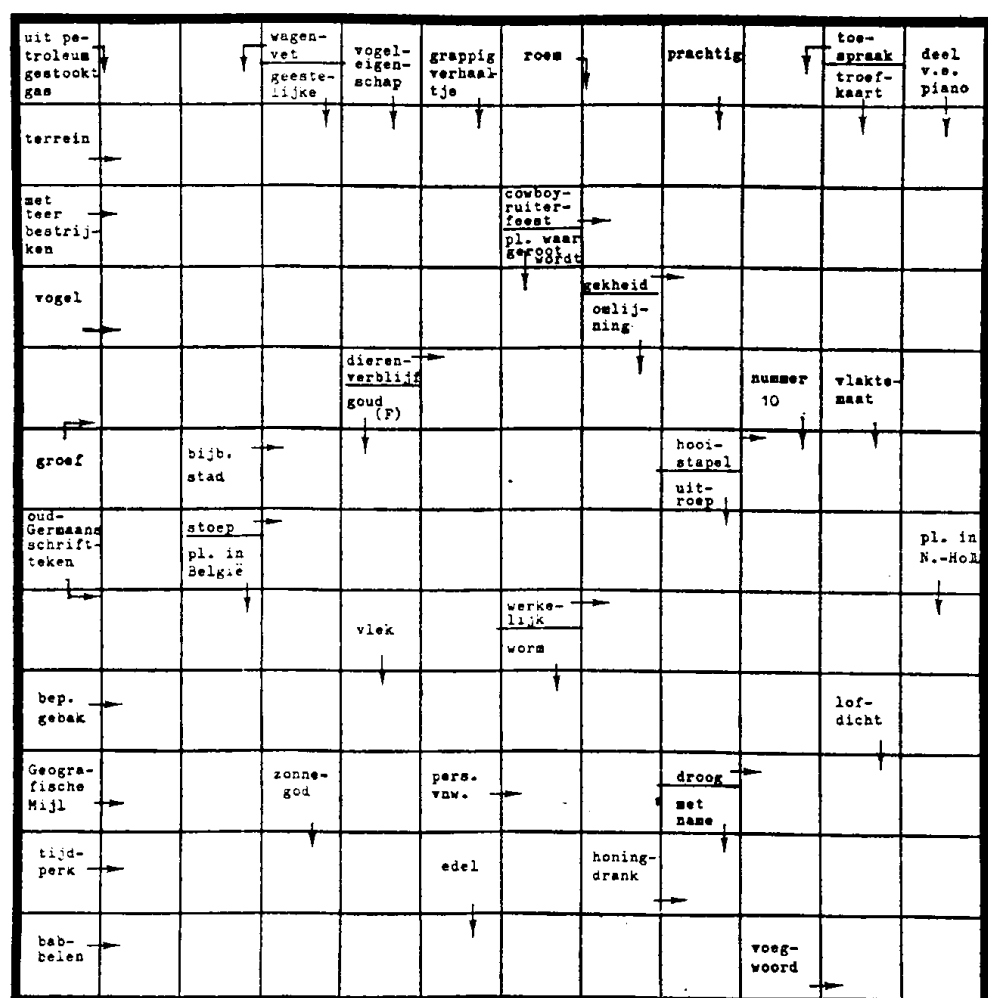 uit pe-
troleum
gestookt
gas
wagen-
vet
geeste-
lijke
vogel-
eigen-
schap
grappig
verhaal-
tje
roem
prachtig
toe-
spraak
troef-
kaart
deel
v.e.
piano
terrein
met
teer
bestrij-
ken
cowboy-
ruiter-
feest
pl. waar
geroot
wordt
vogel
gekheid
omlij-
ning
dieren-
verblijf
goud
(F)
nummer
10
vlakte-
maat
groef
bijb.
stad
hooi-
stapel
uit-
roep
oud-
Germaans
schrift-
teken
stoep
pl. in
België
pl. in
N.-Holl
vlek
werke-
lijk
worm
bep.
gebak
lof-
dicht
Geogra-
fische
Mijl
zonne-
god
pers.
vnw.
droog
met
name
tijd-
perk
edel
honing-
drank
bab-
belen
voeg-
woord